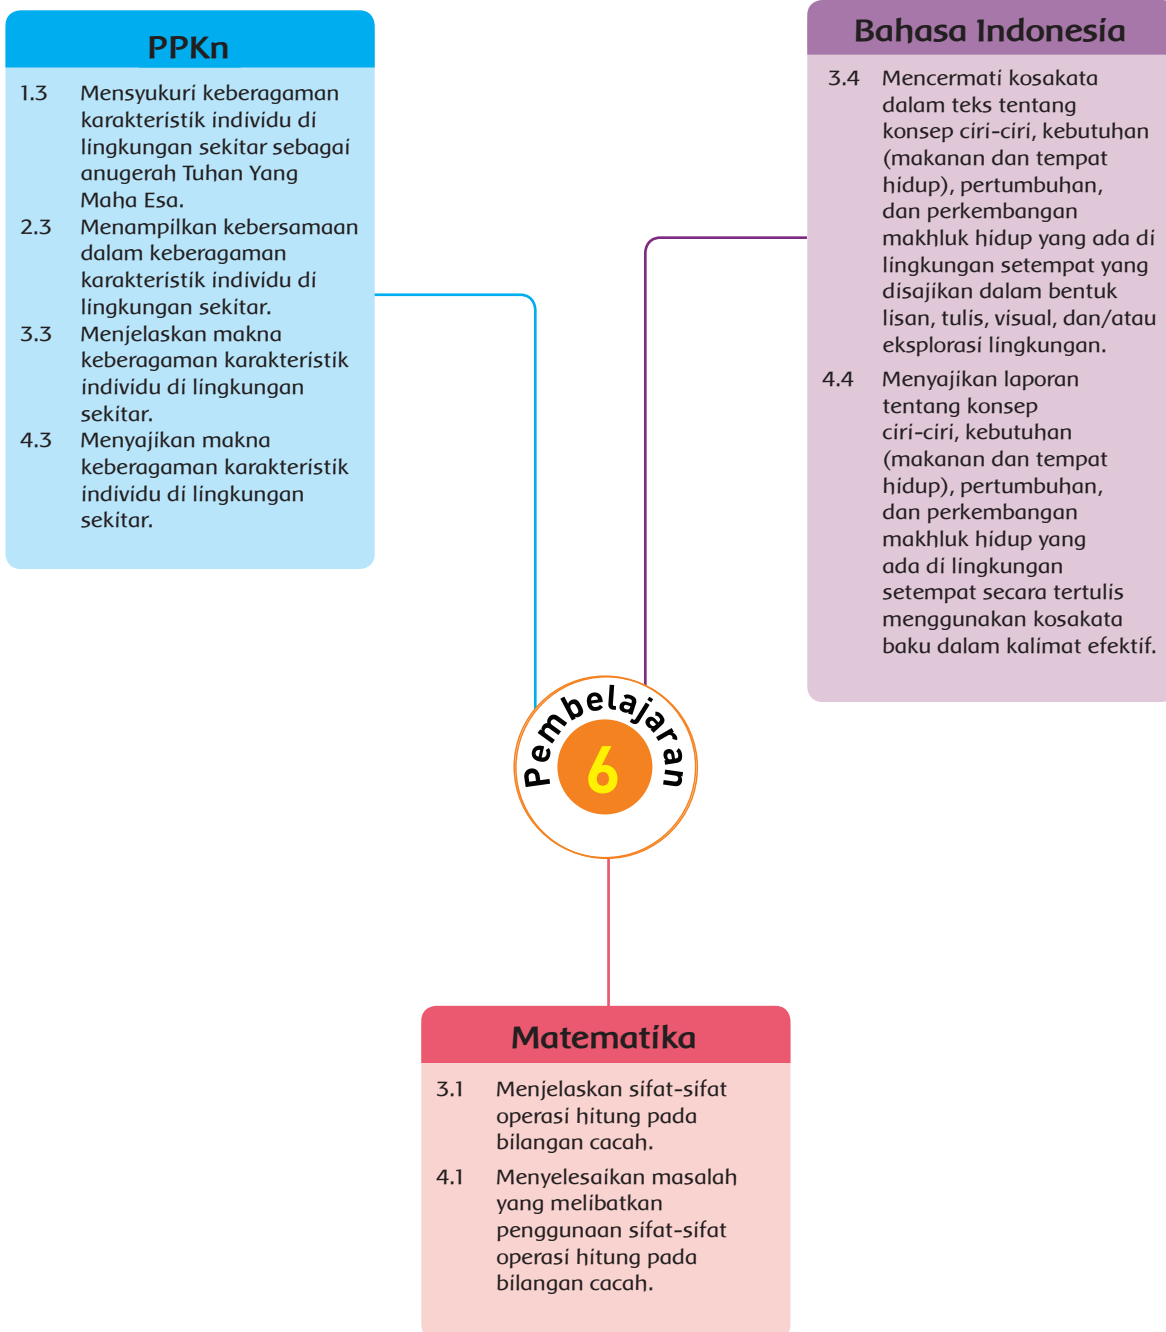 PPKn
1.3 Mensyukuri keberagaman
karakteristik individu di
lingkungan sekitar sebagai
anugerah Tuhan Yang
Maha Esa.
2.3 Menampilkan kebersamaan
dalam keberagaman
karakteristik individu di
lingkungan sekitar.
3.3 Menjelaskan makna
keberagaman karakteristik
individu di lingkungan
sekitar.
4.3 Menyajikan makna
keberagaman karakteristik
individu di lingkungan
sekitar.
Bahasa Indonesia
3.4 Mencermati kosakata
dalam teks tentang
konsep ciri-ciri, kebutuhan
(makanan dan tempat
hidup), pertumbuhan,
dan perkembangan
makhluk hidup yang ada di
lingkungan setempat yang
disajikan dalam bentuk
lisan, tulis, visual, dan/atau
eksplorasi lingkungan.
4.4 Menyajikan laporan
tentang konsep
ciri-ciri, kebutuhan
(makanan dan tempat
hidup), pertumbuhan,
dan perkembangan
makhluk hidup yang
ada di lingkungan
setempat secara tertulis
menggunakan kosakata
baku dalam kalimat efektif.
Pembelajaran
6
Matematika
3.1 Menjelaskan sifat-sifat
operasi hitung pada
bilangan cacah.
4.1 Menyelesaikan masalah
yang melibatkan
penggunaan sifat-sifat
operasi hitung pada
bilangan cacah.